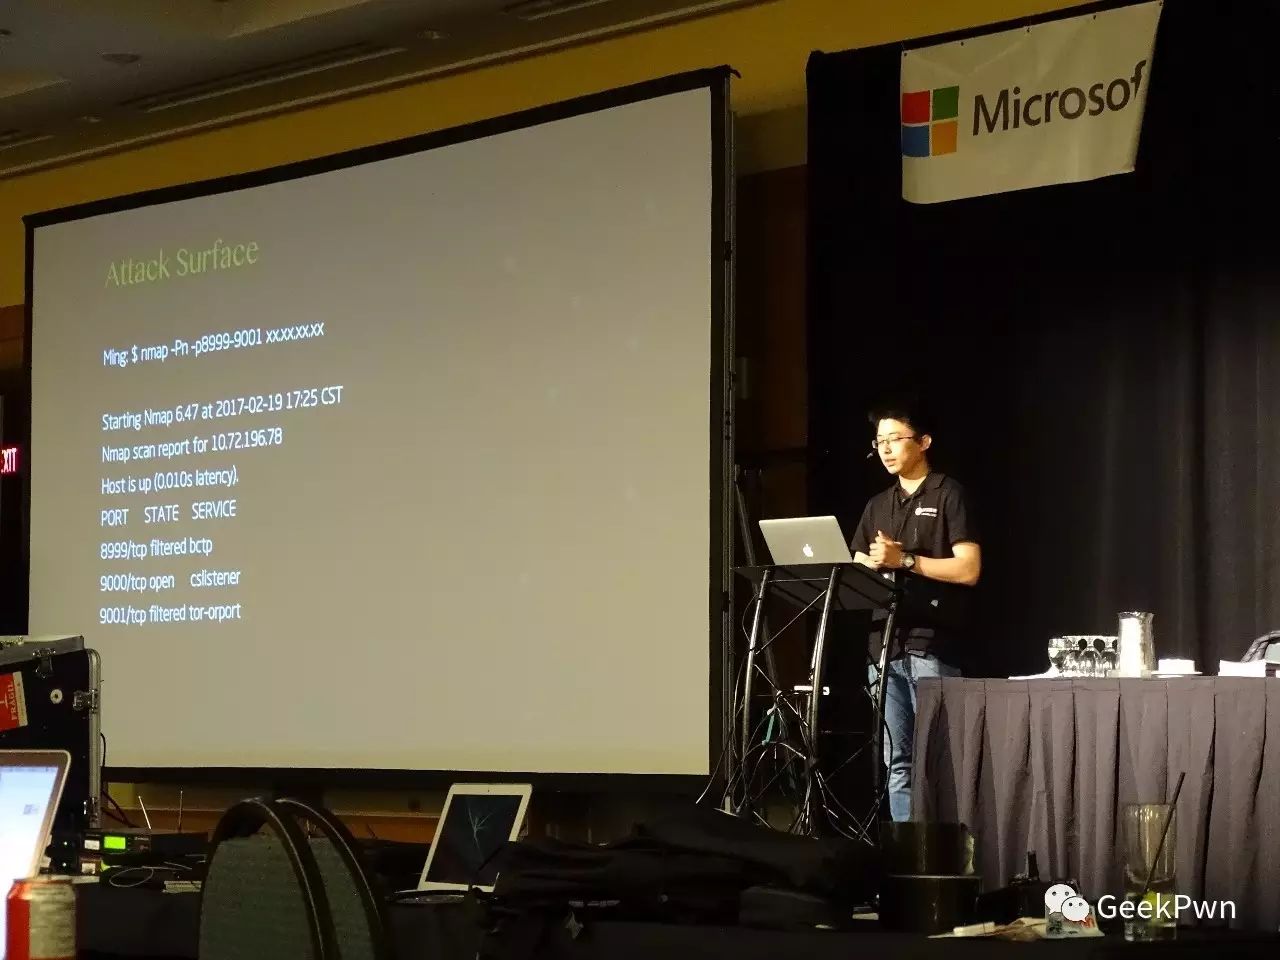 Microsof
Attack Surface
Ming: $ nmap -Pn -p8999-9001 xx.xx.xx.xx
Starting Nmap 6.47 at 2017-02-19 17:25 CST
Nmap scan report for 10.72.196.78
Host is up (0.010s latency).
PORT STATE SERVICE
8999/tcp filtered bctp
9000/tcp open cslistener
9001/tcp filtered tor-orport
EXIT
FRAGIL
GeekPwn